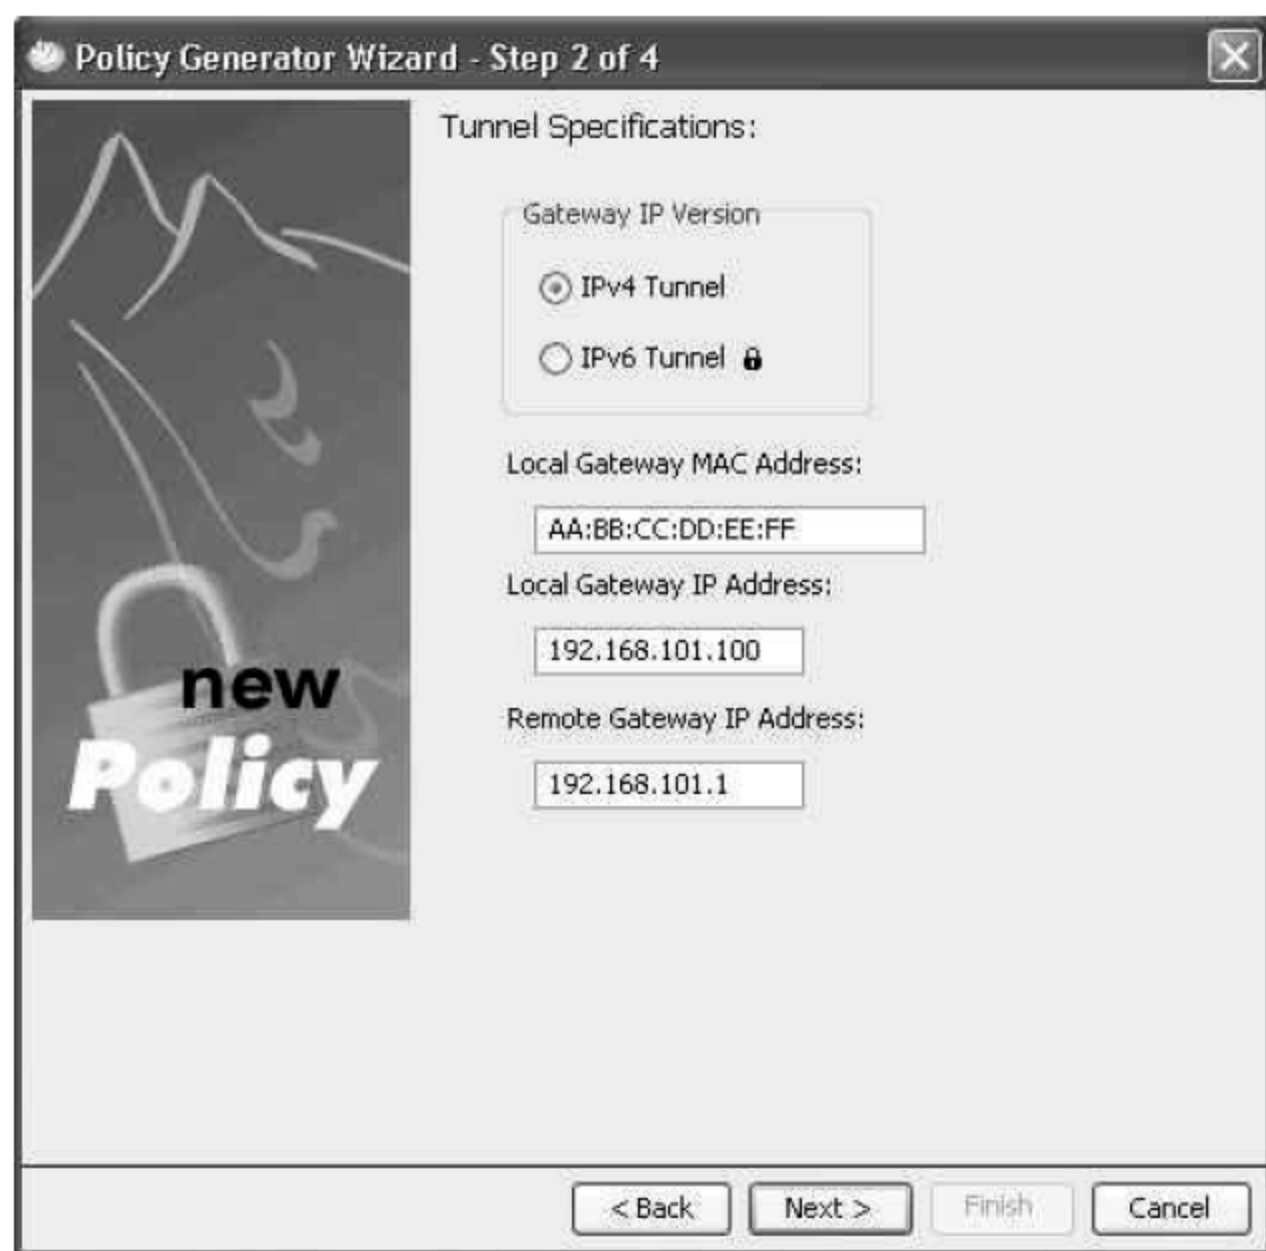 Policy Generator Wizard - Step 2 of 4
Tunnel Specifications:
Gateway IP Version
IPv4 Tunnel
IPv6 Tunnel
Local Gateway MAC Address:
AA:BB:CC:DD:EE:FF
Local Gateway IP Address:
192.168.101.100
Remote Gateway IP Address:
192.168.101.1
new
Policy
< Back Next > Finish Cancel